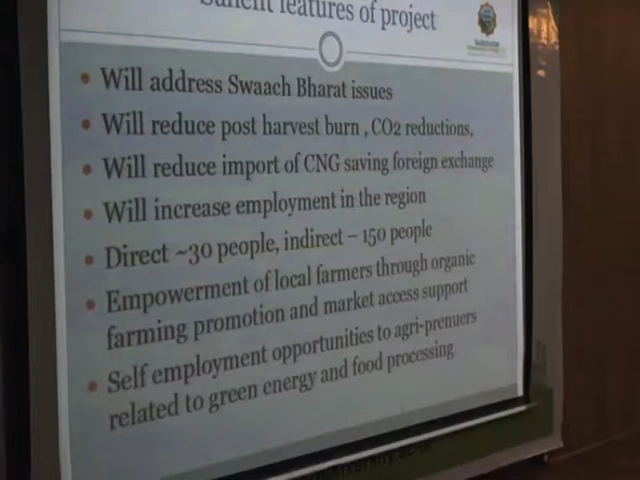 Salient features of project
• Will address Swaach Bharat issues
• Will reduce post harvest burn , CO2 reductions,
• Will reduce import of CNG saving foreign exchange
• Will increase employment in the region
• Direct ~30 people, indirect – 150 people
• Empowerment of local farmers through organic
farming promotion and market access support
• Self employment opportunities to agri-prenuers
related to green energy and food processing